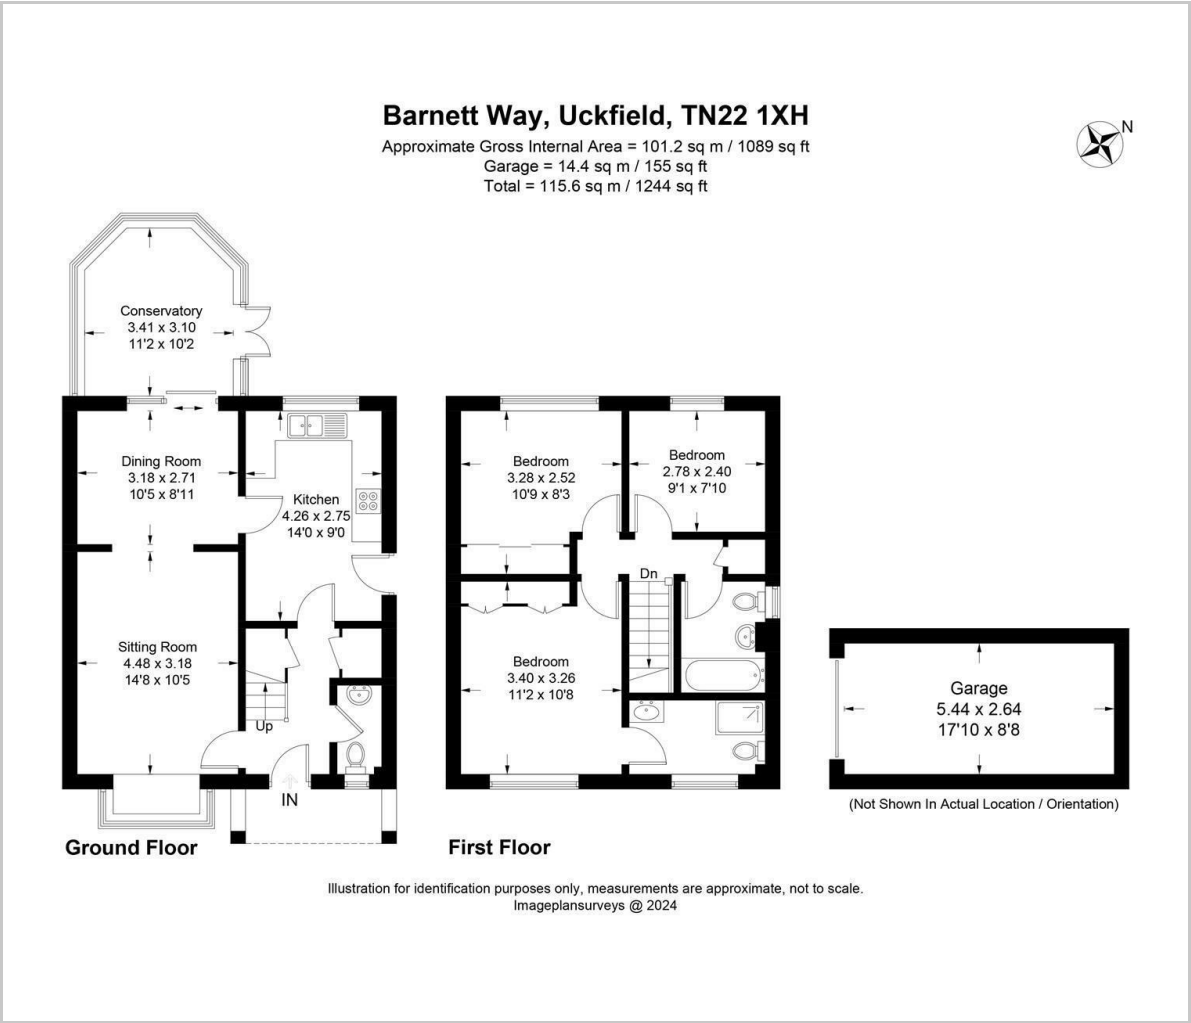 Barnett Way, Uckfield, TN22 1XH
Approximate Gross Internal Area = 101.2 sq m / 1089 sq ft
Garage = 14.4 sq m / 155 sq ft
Total = 115.6 sq m / 1244 sq ft
N
Conservatory
3.41 x 3.10
11'2 x 10'2
Dining Room
3.18 x 2.71
10'5 x 8'11
Kitchen
4.26 x 2.75
14'0 x 9'0
Sitting Room
4.48 x 3.18
14'8 x 10'5
Up
IN
Ground Floor
Bedroom
3.28 x 2.52
10'9 x 8'3
Bedroom
2.78 x 2.40
9'1 x 7'10
Dn
Bedroom
3.40 x 3.26
11'2 x 10'8
First Floor
Garage
5.44 x 2.64
17'10 x 8'8
(Not Shown In Actual Location / Orientation)
Illustration for identification purposes only, measurements are approximate, not to scale.
Imageplansurveys @ 2024